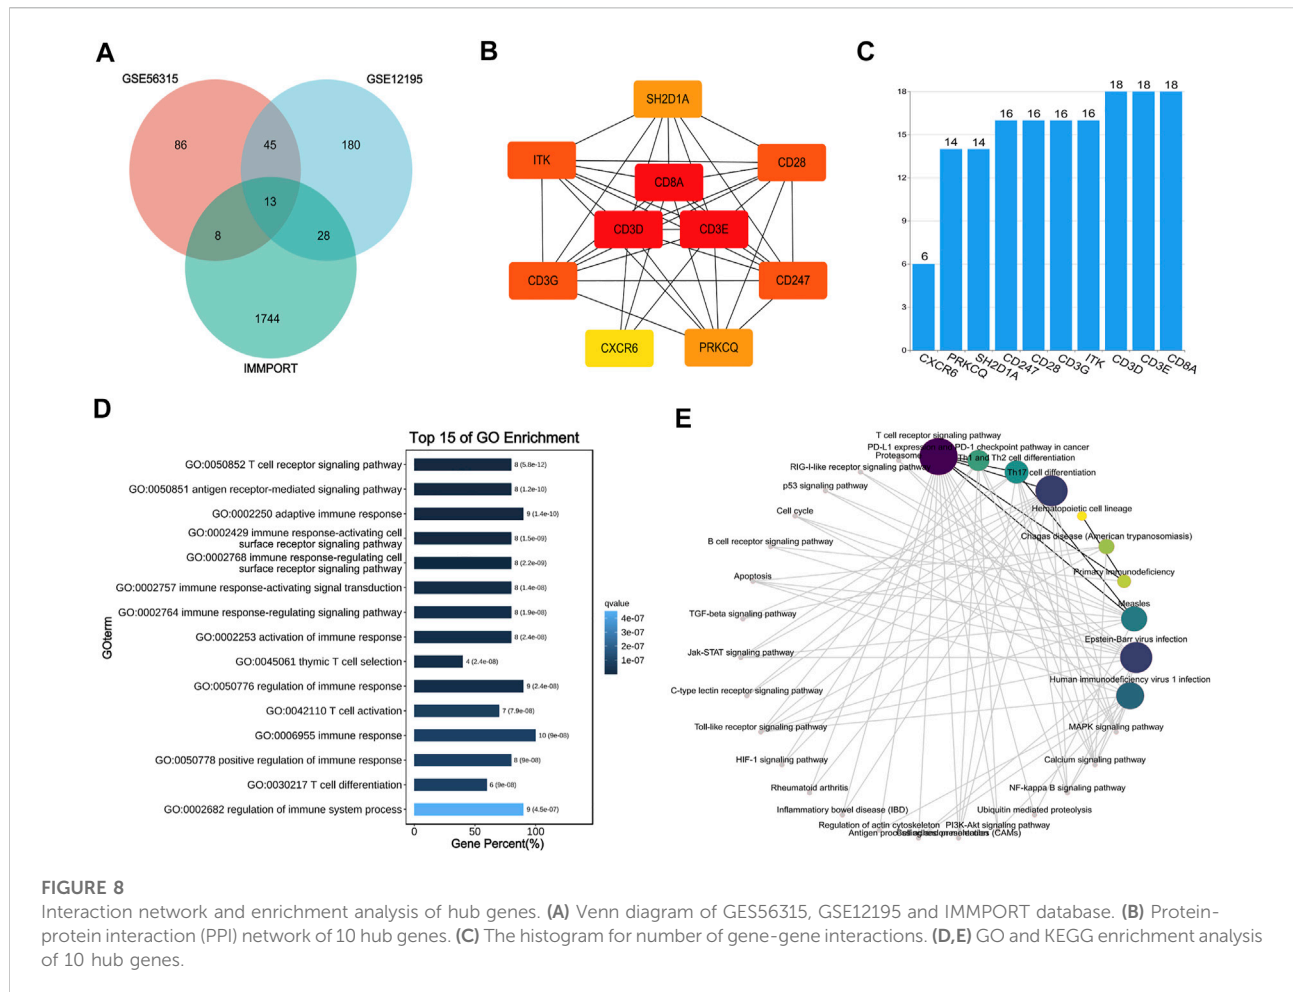 A
GSE56315
GSE12195
86
45
180
13
8
28
1744
IMMPORT
B
SH2D1A
ITK
CD28
CD8A
CD3D
CD3E
CD3G
CD247
CXCR6
PRKCQ
C
18
15
12
9
6
3
0
6
14
14
16
16
16
16
18
18
18
CXCR6
PRKCQ
SH2D1A
CD247
CD28
CD3G
ITK
CD3D
CD3E
CD8A
D
Top 15 of GO Enrichment
GOterm
GO:0050852 T cell receptor signaling pathway
8 (5.8e-12)
GO:0050851 antigen receptor-mediated signaling pathway
8 (1.2e-10)
GO:0002250 adaptive immune response
9 (1.4e-10)
GO:0002429 immune response-activating cell
surface receptor signaling pathway
8 (1.5e-09)
GO:0002768 immune response-regulating cell
surface receptor signaling pathway
8 (2.2e-09)
GO:0002757 immune response-activating signal transduction
8 (1.4e-08)
GO:0002764 immune response-regulating signaling pathway
8 (1.9e-08)
GO:0002253 activation of immune response
8 (2.4e-08)
GO:0045061 thymic T cell selection
4 (2.4e-08)
GO:0050776 regulation of immune response
9 (2.4e-08)
GO:0042110 T cell activation
7 (7.9e-08)
GO:0006955 immune response
10 (9e-08)
GO:0050778 positive regulation of immune response
8 (9e-08)
GO:0030217 T cell differentiation
6 (9e-08)
GO:0002682 regulation of immune system process
9 (4.5e-07)
0
50
100
Gene Percent(%)
qvalue
4e-07
3e-07
2e-07
1e-07
E
T cell receptor signaling pathway
PD-L1 expression and PD-1 checkpoint pathway in cancer
Proteasome
Th1 and Th2 cell differentiation
RIG-I-like receptor signaling pathway
Th17 cell differentiation
p53 signaling pathway
Hematopoietic cell lineage
Cell cycle
Chagas disease (American trypanosomiasis)
B cell receptor signaling pathway
Primary immunodeficiency
Apoptosis
Measles
TGF-beta signaling pathway
Epstein-Barr virus infection
Jak-STAT signaling pathway
Human immunodeficiency virus 1 infection
C-type lectin receptor signaling pathway
MAPK signaling pathway
Toll-like receptor signaling pathway
Calcium signaling pathway
HIF-1 signaling pathway
NF-kappa B signaling pathway
Rheumatoid arthritis
Ubiquitin mediated proteolysis
Inflammatory bowel disease (IBD)
PI3K-Akt signaling pathway
Regulation of actin cytoskeleton
Antigen processing and presentation
(CAMs)
FIGURE 8
Interaction network and enrichment analysis of hub genes. (A) Venn diagram of GES56315, GSE12195 and IMMPORT database. (B) Protein-
protein interaction (PPI) network of 10 hub genes. (C) The histogram for number of gene-gene interactions. (D,E) GO and KEGG enrichment analysis
of 10 hub genes.